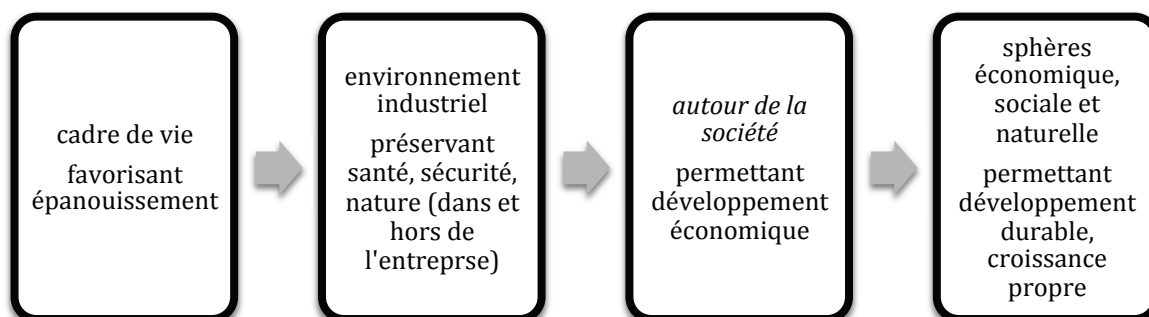 cadre de vie
favorisant
épanouissement
environnement
industriel
préservant
santé, sécurité,
nature (dans et
hors de
l'entreprse)
autour de la
société
permettant
développement
économique
sphères
économique,
sociale et
naturelle
permettant
développement
durable,
croissance
propre